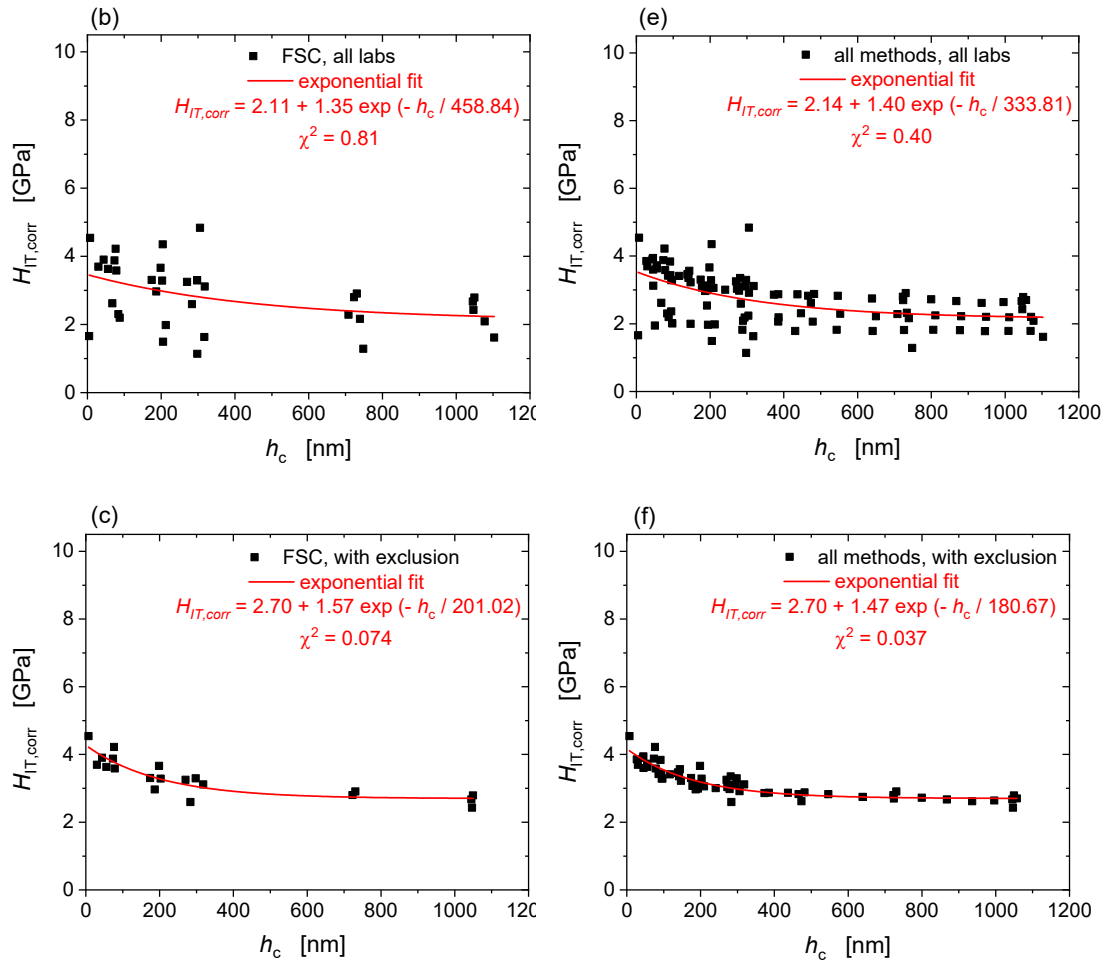 (b)
FSC, all labs
exponential fit
H_IT,corr = 2.11 + 1.35 exp (- h_c / 458.84)
χ² = 0.81
10
8
6
4
2
0
H_IT,corr [GPa]
0 200 400 600 800 1000 120
h_c [nm]
(e)
all methods, all labs
exponential fit
H_IT,corr = 2.14 + 1.40 exp (- h_c / 333.81)
χ² = 0.40
10
8
6
4
2
0
H_IT,corr [GPa]
0 200 400 600 800 1000 1200
h_c [nm]
(c)
FSC, with exclusion
exponential fit
H_IT,corr = 2.70 + 1.57 exp (- h_c / 201.02)
χ² = 0.074
10
8
6
4
2
0
H_IT,corr [GPa]
0 200 400 600 800 1000 120
h_c [nm]
(f)
all methods, with exclusion
exponential fit
H_IT,corr = 2.70 + 1.47 exp (- h_c / 180.67)
χ² = 0.037
10
8
6
4
2
0
H_IT,corr [GPa]
0 200 400 600 800 1000 1200
h_c [nm]